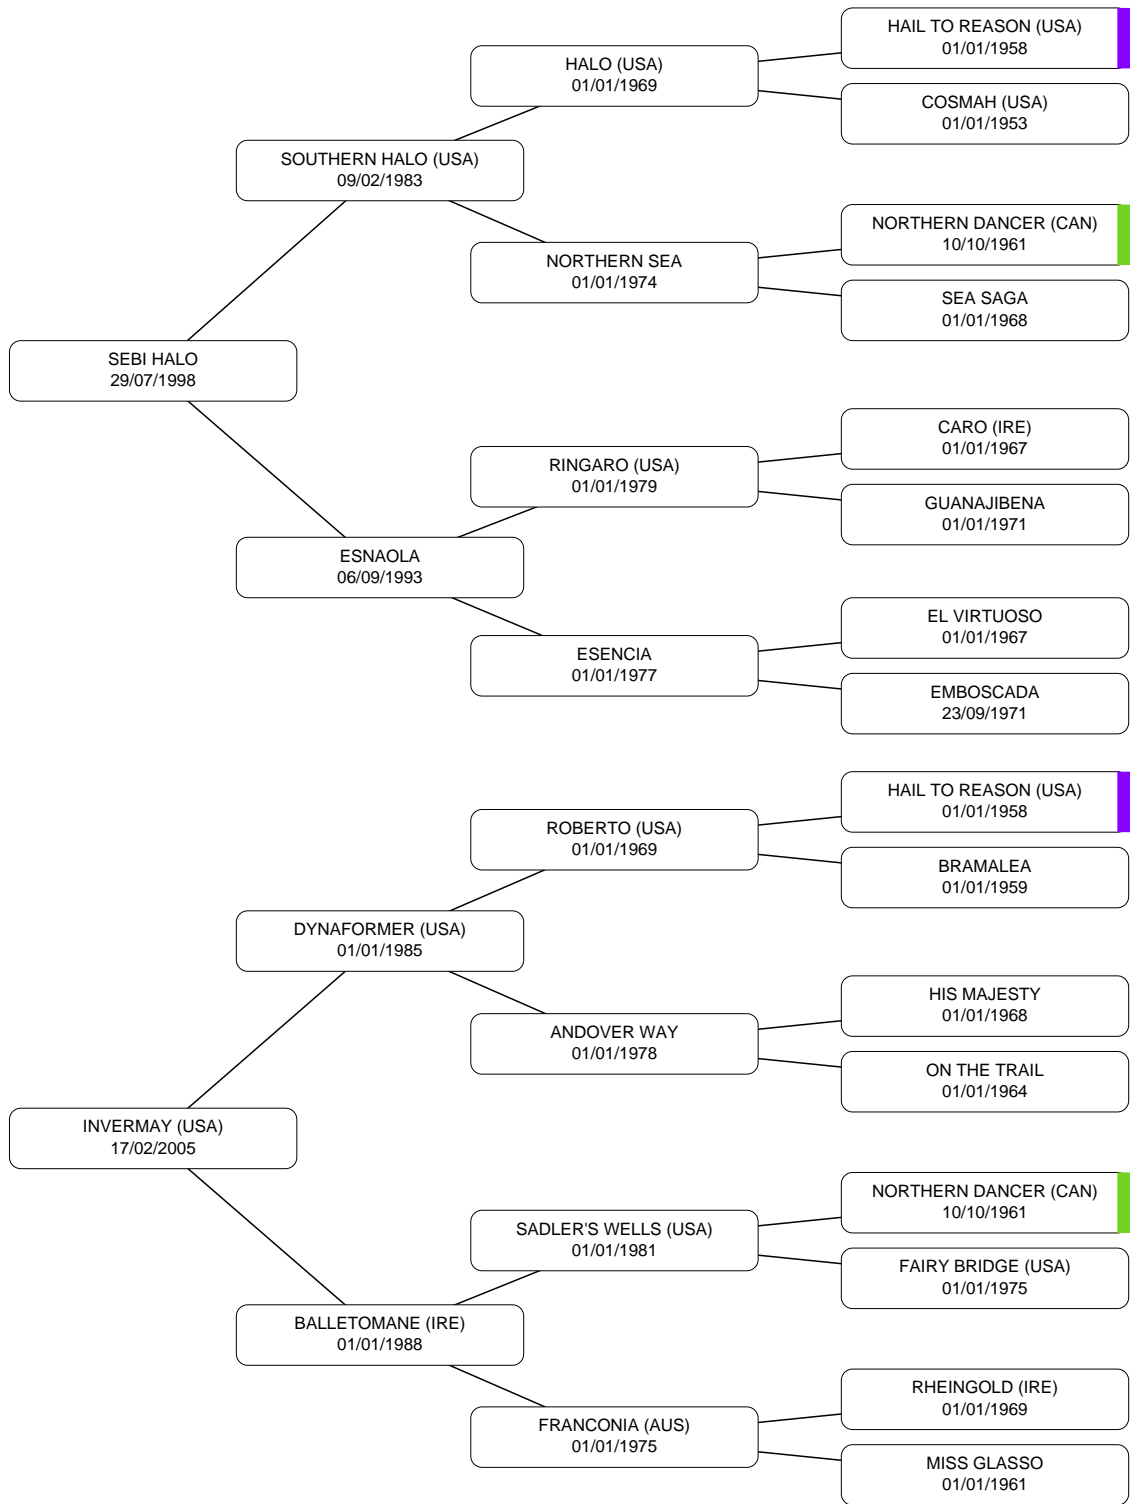 HAIL TO REASON (USA)
01/01/1958
HALO (USA)
01/01/1969
COSMAH (USA)
01/01/1953
SOUTHERN HALO (USA)
09/02/1983
NORTHERN DANCER (CAN)
10/10/1961
NORTHERN SEA
01/01/1974
SEA SAGA
01/01/1968
SEBI HALO
29/07/1998
CARO (IRE)
01/01/1967
RINGARO (USA)
01/01/1979
GUANAJIBENA
01/01/1971
ESNAOLA
06/09/1993
EL VIRTUOSO
01/01/1967
ESENCIA
01/01/1977
EMBOSCADA
23/09/1971
HAIL TO REASON (USA)
01/01/1958
ROBERTO (USA)
01/01/1969
BRAMALEA
01/01/1959
DYNAFORMER (USA)
01/01/1985
HIS MAJESTY
01/01/1968
ANDOVER WAY
01/01/1978
ON THE TRAIL
01/01/1964
INVERMAY (USA)
17/02/2005
NORTHERN DANCER (CAN)
10/10/1961
SADLER'S WELLS (USA)
01/01/1981
FAIRY BRIDGE (USA)
01/01/1975
BALLETOMANE (IRE)
01/01/1988
RHEINGOLD (IRE)
01/01/1969
FRANCONIA (AUS)
01/01/1975
MISS GLASSO
01/01/1961